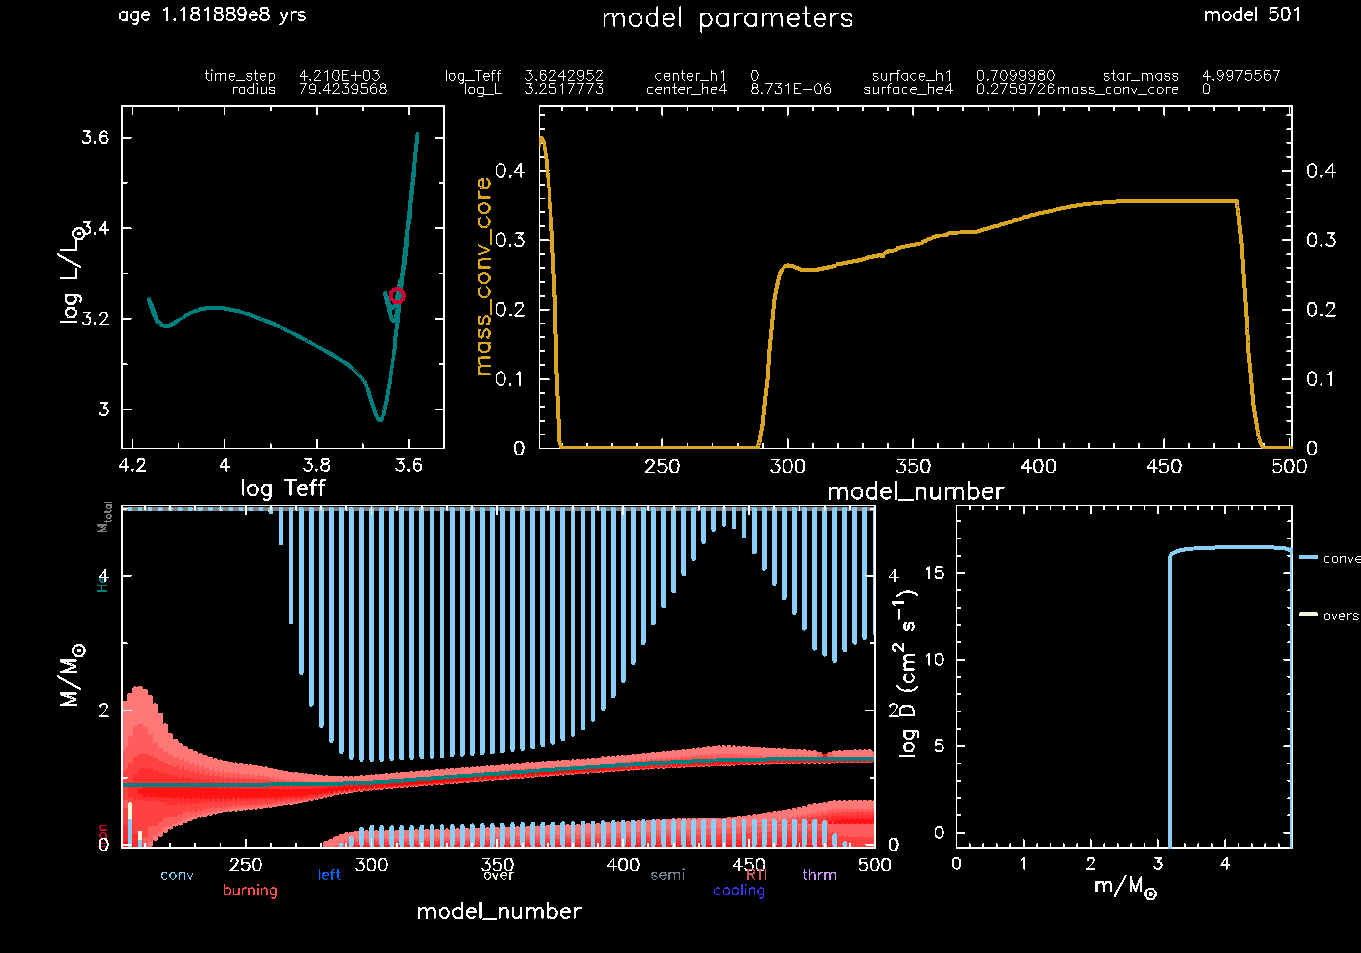 age 1.181889e8 yrs model parameters model 501
time_step 4.210E+03 log_Teff 3.6242952 center_h1 0 surface_h1 0.7099980 star_mass 4.9975567
radius 79.4239568 log_L 3.2517773 center_he4 8.731E-06 surface_he4 0.2759726 mass_conv_core 0
log L/L☉
3.6
3.4
3.2
3
4.2 4 3.8 3.6
log Teff
mass_conv_core
0.4 0.4
0.3 0.3
0.2 0.2
0.1 0.1
0 0
250 300 350 400 450 500
model_number
M/M☉
Mtotal
He
4 4
2 2
0 0
250 300 350 400 450 500
conv left over semi RTI thrm
burning cooling
model_number
log D (cm² s⁻¹)
15
10
5
0
0 1 2 3 4
m/M☉
conve
overs